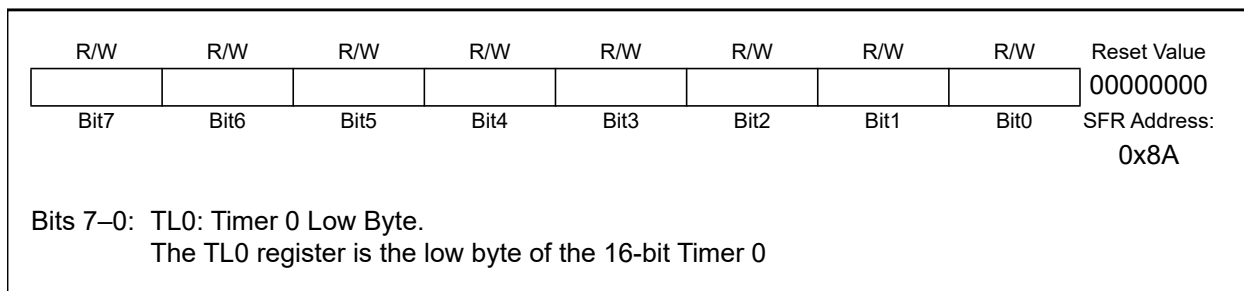 R/W R/W R/W R/W R/W R/W R/W R/W Reset Value
00000000
Bit7 Bit6 Bit5 Bit4 Bit3 Bit2 Bit1 Bit0 SFR Address:
0x8A
Bits 7–0: TL0: Timer 0 Low Byte.
The TL0 register is the low byte of the 16-bit Timer 0